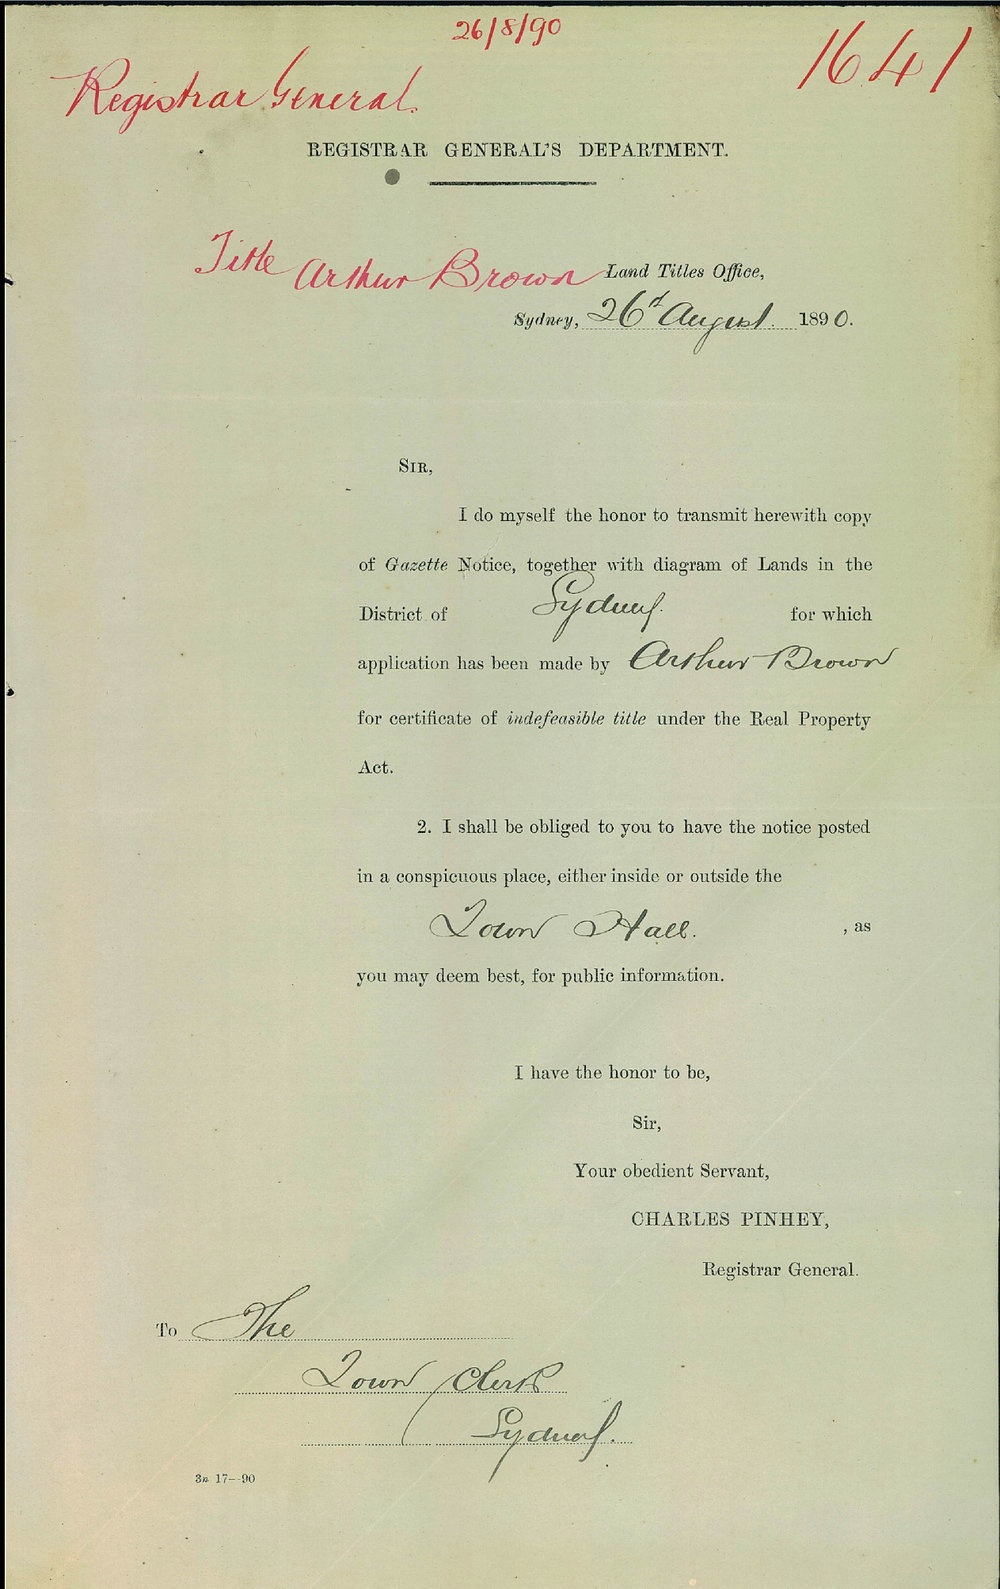 26/8/90
1641
Registrar General.
REGISTRAR GENERAL'S DEPARTMENT.
Title Arthur Brown
Land Titles Office,
Sydney, 26th August. 1890.
SIR,
I do myself the honor to transmit herewith copy
of Gazette Notice, together with diagram of Lands in the
District of Sydney. for which
application has been made by Arthur Brown
for certificate of indefeasible title under the Real Property
Act.
2. I shall be obliged to you to have the notice posted
in a conspicuous place, either inside or outside the
Town Hall. , as
you may deem best, for public information.
I have the honor to be,
Sir,
Your obedient Servant,
CHARLES PINHEY,
Registrar General.
To The
Town Clerk
Sydney.
3n 17--90